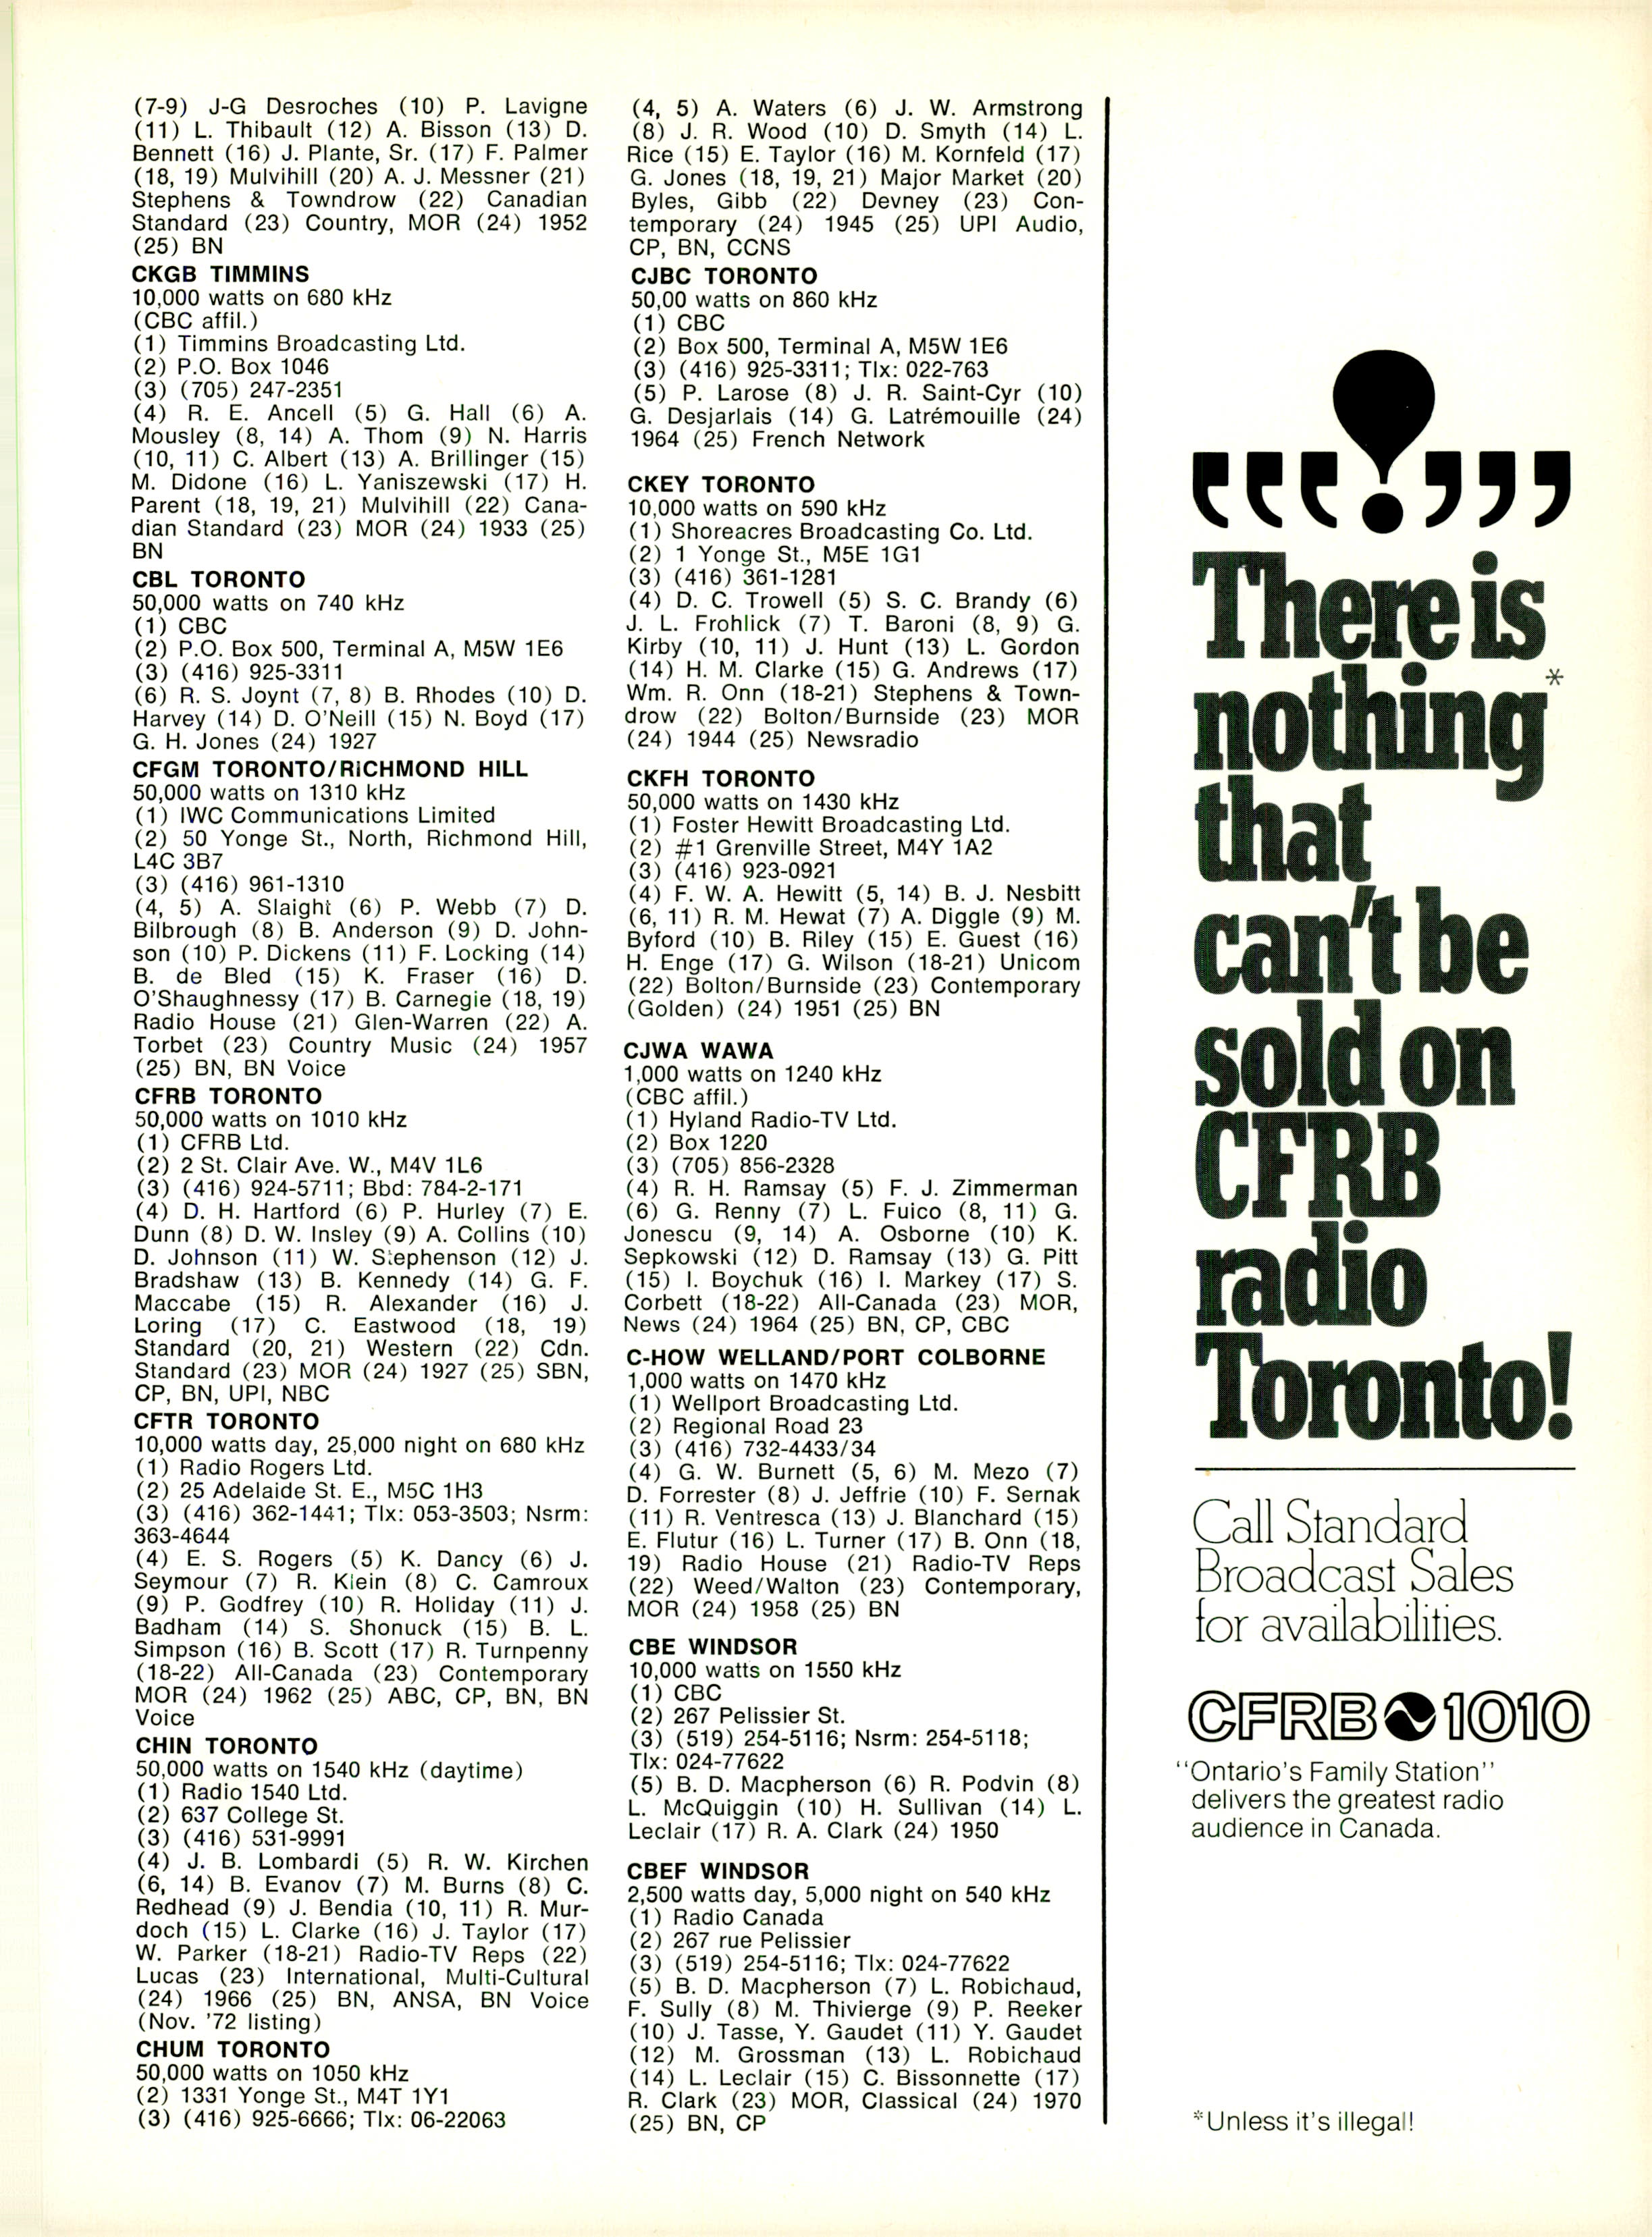 (7-9) J-G Desroches (10) P. Lavigne
(11) L. Thibault (12) A. Bisson (13) D.
Bennett (16) J. Plante, Sr. (17) F. Palmer
(18, 19) Mulvihill (20) A. J. Messner (21)
Stephens & Towndrow (22) Canadian
Standard (23) Country, MOR (24) 1952
(25) BN
CKGB TIMMINS
10,000 watts on 680 kHz
(CBC affil.)
(1) Timmins Broadcasting Ltd.
(2) P.O. Box 1046
(3) (705) 247-2351
(4) R. E. Ancell (5) G. Hall (6) A.
Mousley (8, 14) A. Thom (9) N. Harris
(10, 11) C. Albert (13) A. Brillinger (15)
M. Didone (16) L. Yaniszewski (17) H.
Parent (18, 19, 21) Mulvihill (22) Cana-
dian Standard (23) MOR (24) 1933 (25)
BN
CBL TORONTO
50,000 watts on 740 kHz
(1) CBC
(2) P.O. Box 500, Terminal A, M5W 1E6
(3) (416) 925-3311
(6) R. S. Joynt (7, 8) B. Rhodes (10) D.
Harvey (14) D. O'Neill (15) N. Boyd (17)
G. H. Jones (24) 1927
CFGM TORONTO/RICHMOND HILL
50,000 watts on 1310 kHz
(1) IWC Communications Limited
(2) 50 Yonge St., North, Richmond Hill,
L4C 3B7
(3) (416) 961-1310
(4, 5) A. Slaight (6) P. Webb (7) D.
Bilbrough (8) B. Anderson (9) D. John-
son (10) P. Dickens (11) F. Locking (14)
B. de Bled (15) K. Fraser (16) D.
O'Shaughnessy (17) B. Carnegie (18, 19)
Radio House (21) Glen-Warren (22) A.
Torbet (23) Country Music (24) 1957
(25) BN, BN Voice
CFRB TORONTO
50,000 watts on 1010 kHz
(1) CFRB Ltd.
(2) 2 St. Clair Ave. W., M4V 1L6
(3) (416) 924-5711; Bbd: 784-2-171
(4) D. H. Hartford (6) P. Hurley (7) E.
Dunn (8) D. W. Insley (9) A. Collins (10)
D. Johnson (11) W. Stephenson (12) J.
Bradshaw (13) B. Kennedy (14) G. F.
Maccabe (15) R. Alexander (16) J.
Loring (17) C. Eastwood (18, 19)
Standard (20, 21) Western (22) Cdn.
Standard (23) MOR (24) 1927 (25) SBN,
CP, BN, UPI, NBC
CFTR TORONTO
10,000 watts day, 25,000 night on 680 kHz
(1) Radio Rogers Ltd.
(2) 25 Adelaide St. E., M5C 1H3
(3) (416) 362-1441; Tlx: 053-3503; Nsrm:
363-4644
(4) E. S. Rogers (5) K. Dancy (6) J.
Seymour (7) R. Klein (8) C. Camroux
(9) P. Godfrey (10) R. Holiday (11) J.
Badham (14) S. Shonuck (15) B. L.
Simpson (16) B. Scott (17) R. Turnpenny
(18-22) All-Canada (23) Contemporary
MOR (24) 1962 (25) ABC, CP, BN, BN
Voice
CHIN TORONTO
50,000 watts on 1540 kHz (daytime)
(1) Radio 1540 Ltd.
(2) 637 College St.
(3) (416) 531-9991
(4) J. B. Lombardi (5) R. W. Kirchen
(6, 14) B. Evanov (7) M. Burns (8) C.
Redhead (9) J. Bendia (10, 11) R. Mur-
doch (15) L. Clarke (16) J. Taylor (17)
W. Parker (18-21) Radio-TV Reps (22)
Lucas (23) International, Multi-Cultural
(24) 1966 (25) BN, ANSA, BN Voice
(Nov. '72 listing)
CHUM TORONTO
50,000 watts on 1050 kHz
(2) 1331 Yonge St., M4T 1Y1
(3) (416) 925-6666; Tlx: 06-22063
(4, 5) A. Waters (6) J. W. Armstrong
(8) J. R. Wood (10) D. Smyth (14) L.
Rice (15) E. Taylor (16) M. Kornfeld (17)
G. Jones (18, 19, 21) Major Market (20)
Byles, Gibb (22) Devney (23) Con-
temporary (24) 1945 (25) UPI Audio,
CP, BN, CCNS
CJBC TORONTO
50,00 watts on 860 kHz
(1) CBC
(2) Box 500, Terminal A, M5W 1E6
(3) (416) 925-3311; Tlx: 022-763
(5) P. Larose (8) J. R. Saint-Cyr (10)
G. Desjarlais (14) G. Latrémouille (24)
1964 (25) French Network
CKEY TORONTO
10,000 watts on 590 kHz
(1) Shoreacres Broadcasting Co. Ltd.
(2) 1 Yonge St., M5E 1G1
(3) (416) 361-1281
(4) D. C. Trowell (5) S. C. Brandy (6)
J. L. Frohlick (7) T. Baroni (8, 9) G.
Kirby (10, 11) J. Hunt (13) L. Gordon
(14) H. M. Clarke (15) G. Andrews (17)
Wm. R. Onn (18-21) Stephens & Town-
drow (22) Bolton/Burnside (23) MOR
(24) 1944 (25) Newsradio
CKFH TORONTO
50,000 watts on 1430 kHz
(1) Foster Hewitt Broadcasting Ltd.
(2) #1 Grenville Street, M4Y 1A2
(3) (416) 923-0921
(4) F. W. A. Hewitt (5, 14) B. J. Nesbitt
(6, 11) R. M. Hewat (7) A. Diggle (9) M.
Byford (10) B. Riley (15) E. Guest (16)
H. Enge (17) G. Wilson (18-21) Unicom
(22) Bolton/Burnside (23) Contemporary
(Golden) (24) 1951 (25) BN
CJWA WAWA
1,000 watts on 1240 kHz
(CBC affil.)
(1) Hyland Radio-TV Ltd.
(2) Box 1220
(3) (705) 856-2328
(4) R. H. Ramsay (5) F. J. Zimmerman
(6) G. Renny (7) L. Fuico (8, 11) G.
Jonescu (9, 14) A. Osborne (10) K.
Sepkowski (12) D. Ramsay (13) G. Pitt
(15) I. Boychuk (16) I. Markey (17) S.
Corbett (18-22) All-Canada (23) MOR,
News (24) 1964 (25) BN, CP, CBC
C-HOW WELLAND/PORT COLBORNE
1,000 watts on 1470 kHz
(1) Wellport Broadcasting Ltd.
(2) Regional Road 23
(3) (416) 732-4433/34
(4) G. W. Burnett (5, 6) M. Mezo (7)
D. Forrester (8) J. Jeffrie (10) F. Sernak
(11) R. Ventresca (13) J. Blanchard (15)
E. Flutur (16) L. Turner (17) B. Onn (18,
19) Radio House (21) Radio-TV Reps
(22) Weed/Walton (23) Contemporary,
MOR (24) 1958 (25) BN
CBE WINDSOR
10,000 watts on 1550 kHz
(1) CBC
(2) 267 Pelissier St.
(3) (519) 254-5116; Nsrm: 254-5118;
Tlx: 024-77622
(5) B. D. Macpherson (6) R. Podvin (8)
L. McQuiggin (10) H. Sullivan (14) L.
Leclair (17) R. A. Clark (24) 1950
CBEF WINDSOR
2,500 watts day, 5,000 night on 540 kHz
(1) Radio Canada
(2) 267 rue Pelissier
(3) (519) 254-5116; Tlx: 024-77622
(5) B. D. Macpherson (7) L. Robichaud,
F. Sully (8) M. Thivierge (9) P. Reeker
(10) J. Tasse, Y. Gaudet (11) Y. Gaudet
(12) M. Grossman (13) L. Robichaud
(14) L. Leclair (15) C. Bissonnette (17)
R. Clark (23) MOR, Classical (24) 1970
(25) BN, CP
There is
nothing*
that
can't be
sold on
CFRB
radio
Toronto!
Call Standard
Broadcast Sales
for availabilities.
CFRB 1010
"Ontario's Family Station"
delivers the greatest radio
audience in Canada.
*Unless it's illegal!